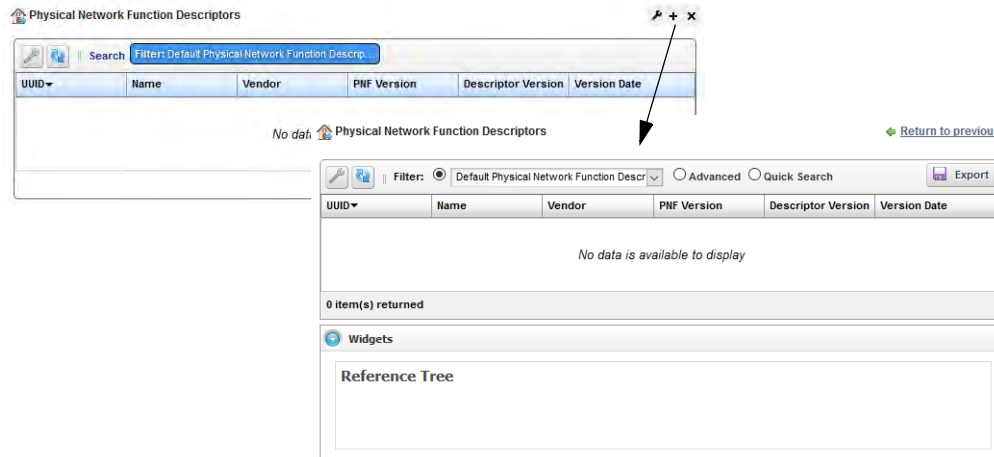 Physical Network Function Descriptors
Search Filter: Default Physical Network Function Descrip...
UUID Name Vendor PNF Version Descriptor Version Version Date
No data
Physical Network Function Descriptors
Return to previou
Filter: Default Physical Network Function Descr Advanced Quick Search Export
UUID Name Vendor PNF Version Descriptor Version Version Date
No data is available to display
0 item(s) returned
Widgets
Reference Tree